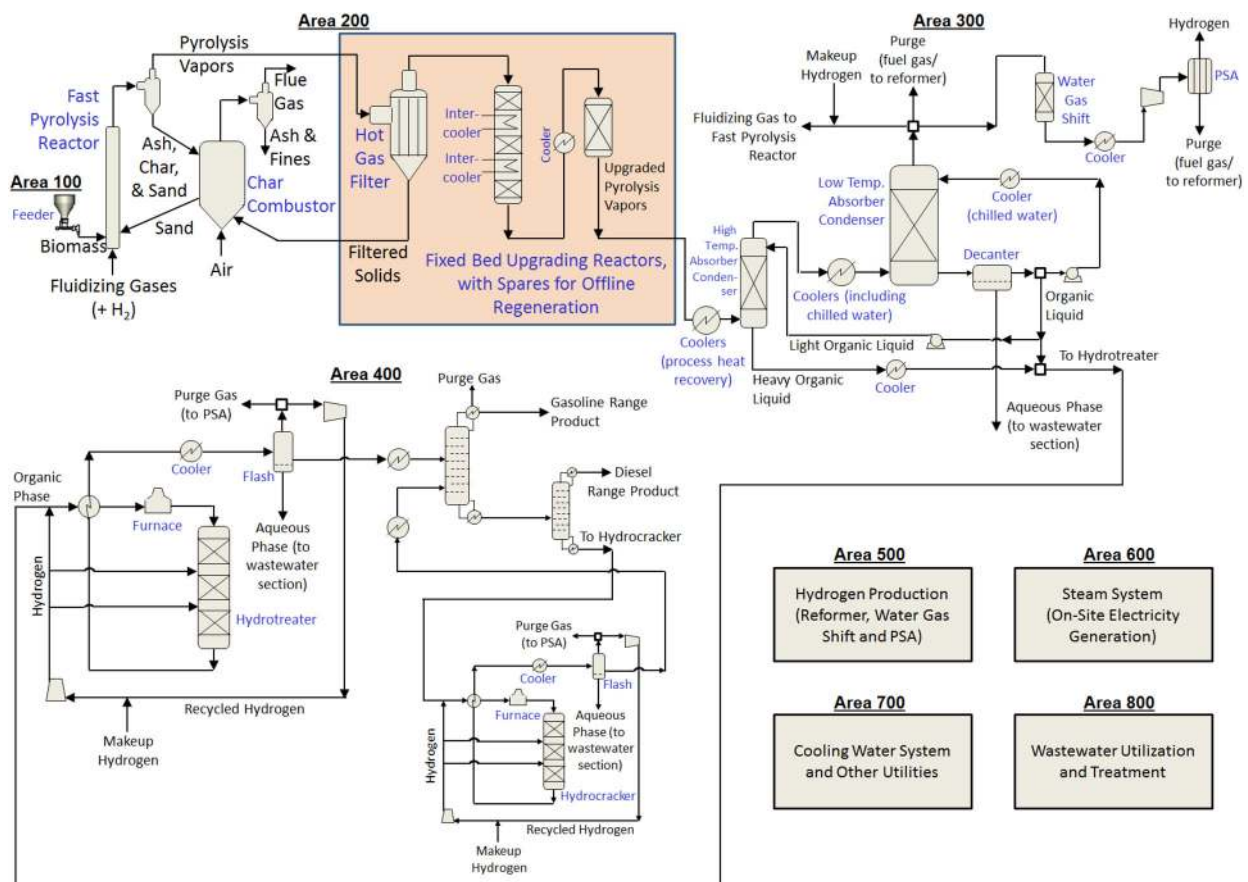 Area 200
Area 300
Pyrolysis
Vapors
Flue
Gas
Fast
Pyrolysis
Reactor
Ash,
Char,
& Sand
Ash &
Fines
Area 100
Feeder
Biomass
Sand
Char
Combustor
Air
Fluidizing Gases
(+ H2)
Hot
Gas
Filter
Inter-
cooler
Inter-
cooler
Cooler
Upgraded
Pyrolysis
Vapors
Filtered
Solids
Fixed Bed Upgrading Reactors,
with Spares for Offline
Regeneration
Makeup
Hydrogen
Purge
(fuel gas/
to reformer)
Hydrogen
Water
Gas
Shift
PSA
Fluidizing Gas to
Fast Pyrolysis
Reactor
Cooler
Purge
(fuel gas/
to reformer)
Low Temp.
Absorber
Condenser
Cooler
(chilled water)
High
Temp.
Absorber
Conden-
ser
Decanter
Coolers (including
chilled water)
Organic
Liquid
Coolers
(process heat
recovery)
Light Organic Liquid
Heavy Organic
Liquid
Cooler
To Hydrotreater
Aqueous Phase
(to wastewater
section)
Area 400
Purge Gas
(to PSA)
Purge Gas
Gasoline Range
Product
Cooler
Flash
Organic
Phase
Furnace
Aqueous
Phase (to
wastewater
section)
Diesel
Range Product
To Hydrocracker
Hydrogen
Hydrotreater
Recycled Hydrogen
Makeup
Hydrogen
Purge Gas
(to PSA)
Cooler
Flash
Furnace
Aqueous
Phase (to
wastewater
section)
Hydrogen
Hydrocracker
Recycled Hydrogen
Makeup
Hydrogen
Area 500
Hydrogen Production
(Reformer, Water Gas
Shift and PSA)
Area 600
Steam System
(On-Site Electricity
Generation)
Area 700
Cooling Water System
and Other Utilities
Area 800
Wastewater Utilization
and Treatment